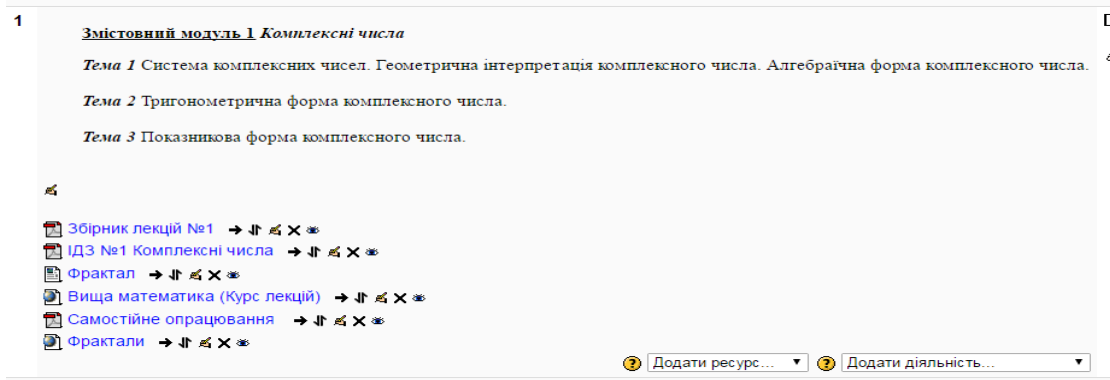 1
Змістовний модуль 1 Комплексні числа
Тема 1 Система комплексних чисел. Геометрична інтерпретація комплексного числа. Алгебраїчна форма комплексного числа.
Тема 2 Тригонометрична форма комплексного числа.
Тема 3 Показникова форма комплексного числа.
Збірник лекцій №1
ІДЗ №1 Комплексні числа
Фрактал
Вища математика (Курс лекцій)
Самостійне опрацювання
Фрактали
Додати ресурс... Додати діяльність...